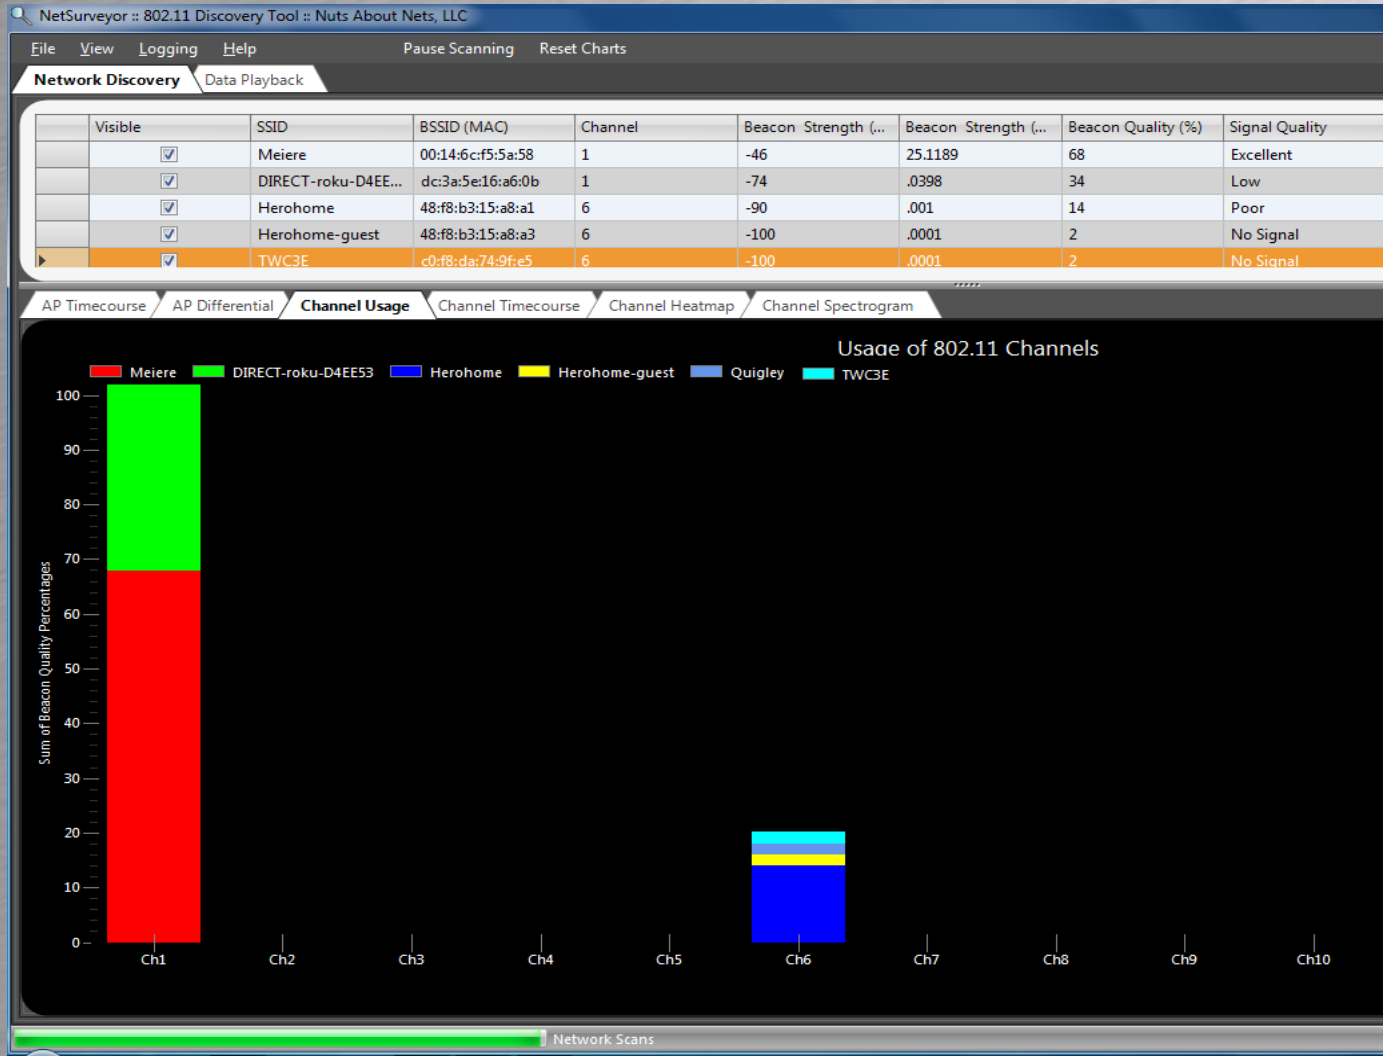 NetSurveyor :: 802.11 Discovery Tool :: Nuts About Nets, LLC
File View Logging Help Pause Scanning Reset Charts
Network Discovery Data Playback
Visible SSID BSSID (MAC) Channel Beacon Strength (... Beacon Strength (... Beacon Quality (%) Signal Quality
Meiere 00:14:6c:f5:5a:58 1 -46 25.1189 68 Excellent
DIRECT-roku-D4EE... dc:3a:5e:16:a6:0b 1 -74 .0398 34 Low
Herohome 48:f8:b3:15:a8:a1 6 -90 .001 14 Poor
Herohome-guest 48:f8:b3:15:a8:a3 6 -100 .0001 2 No Signal
TWC3E c0:f8:da:74:9f:e5 6 -100 .0001 2 No Signal
AP Timecourse AP Differential Channel Usage Channel Timecourse Channel Heatmap Channel Spectrogram
Usage of 802.11 Channels
Meiere DIRECT-roku-D4EE53 Herohome Herohome-guest Quigley TWC3E
100
90
80
70
60
50
40
30
20
10
0
Sum of Beacon Quality Percentages
Ch1 Ch2 Ch3 Ch4 Ch5 Ch6 Ch7 Ch8 Ch9 Ch10
Network Scans